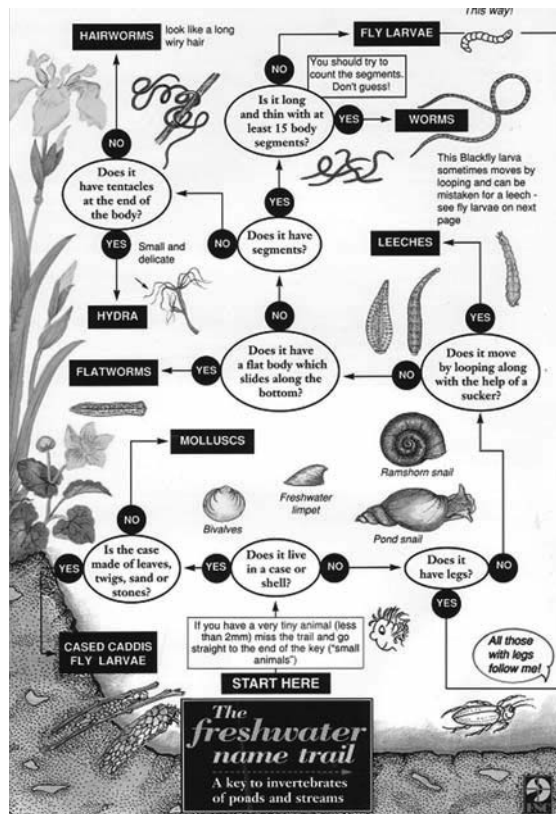 This way!
HAIRWORMS
look like a long
wiry hair
FLY LARVAE
NO
You should try to
count the segments.
Don't guess!
Is it long
and thin with at
least 15 body
segments?
YES
WORMS
NO
Does it
have tentacles
at the end of
the body?
This Blackfly larva
sometimes moves by
looping and can be
mistaken for a leech -
see fly larvae on next
page
YES
NO
Does it have
segments?
YES
Small and
delicate
LEECHES
HYDRA
NO
YES
FLATWORMS
YES
Does it have
a flat body which
slides along the
bottom?
NO
Does it move
by looping along
with the help of a
sucker?
MOLLUSCS
Ramshorn snail
Freshwater
limpet
Bivalves
Pond snail
NO
YES
Is the case
made of leaves,
twigs, sand or
stones?
YES
Does it live
in a case or
shell?
NO
Does it
have legs?
NO
YES
If you have a very tiny animal (less
than 2mm) miss the trail and go
straight to the end of the key ("small
animals")
All those
with legs
follow me!
CASED CADDIS
FLY LARVAE
START HERE
The
freshwater
name trail
A key to invertebrates
of ponds and streams